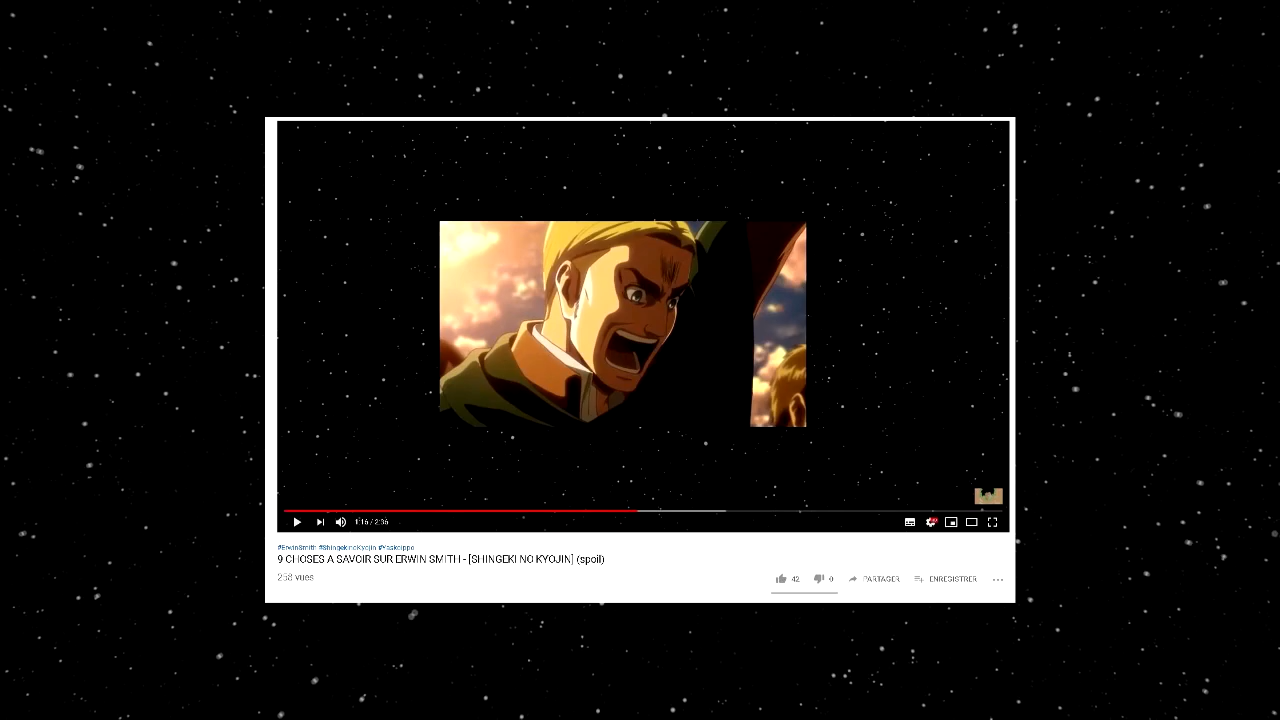 1:16 / 2:36
#ErwinSmith #ShingekinoKyojin #Yaskoippo
9 CHOSES A SAVOIR SUR ERWIN SMITH - [SHINGEKI NO KYOJIN] (spoil)
258 vues
42 0 PARTAGER ENREGISTRER